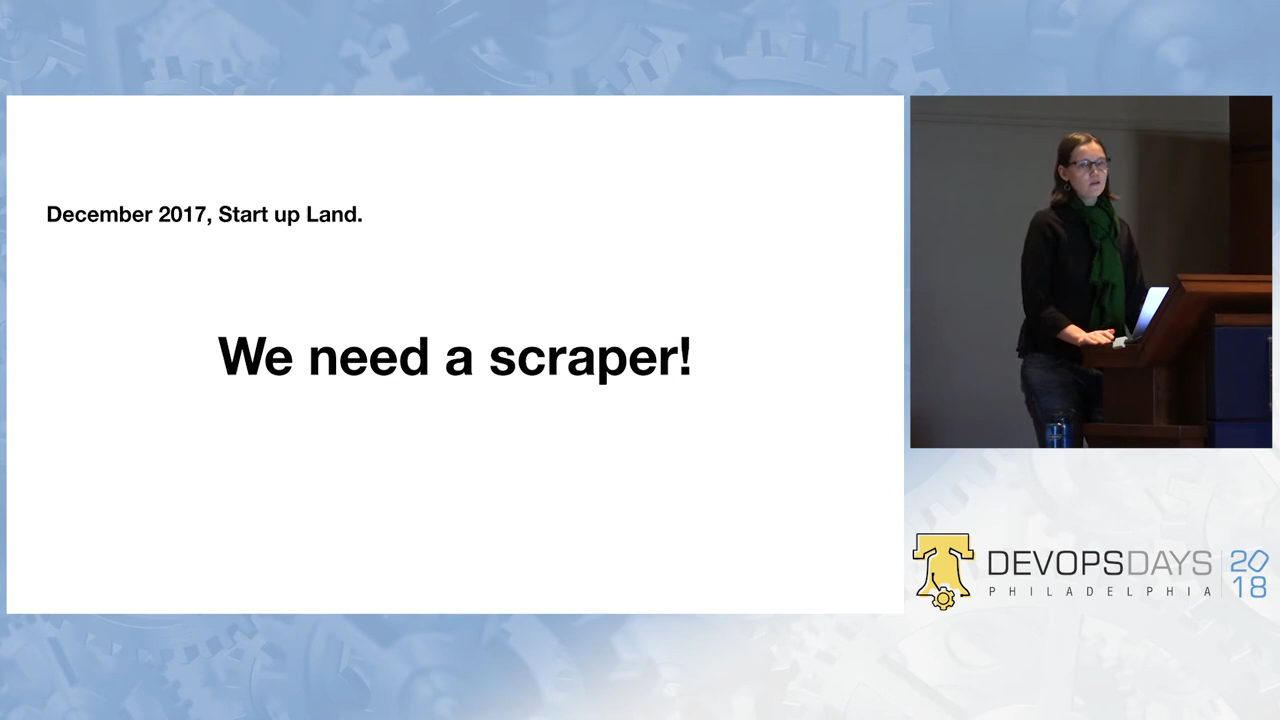 December 2017, Start up Land.
We need a scraper!
DEVOPSDAYS
PHILADELPHIA
20
18